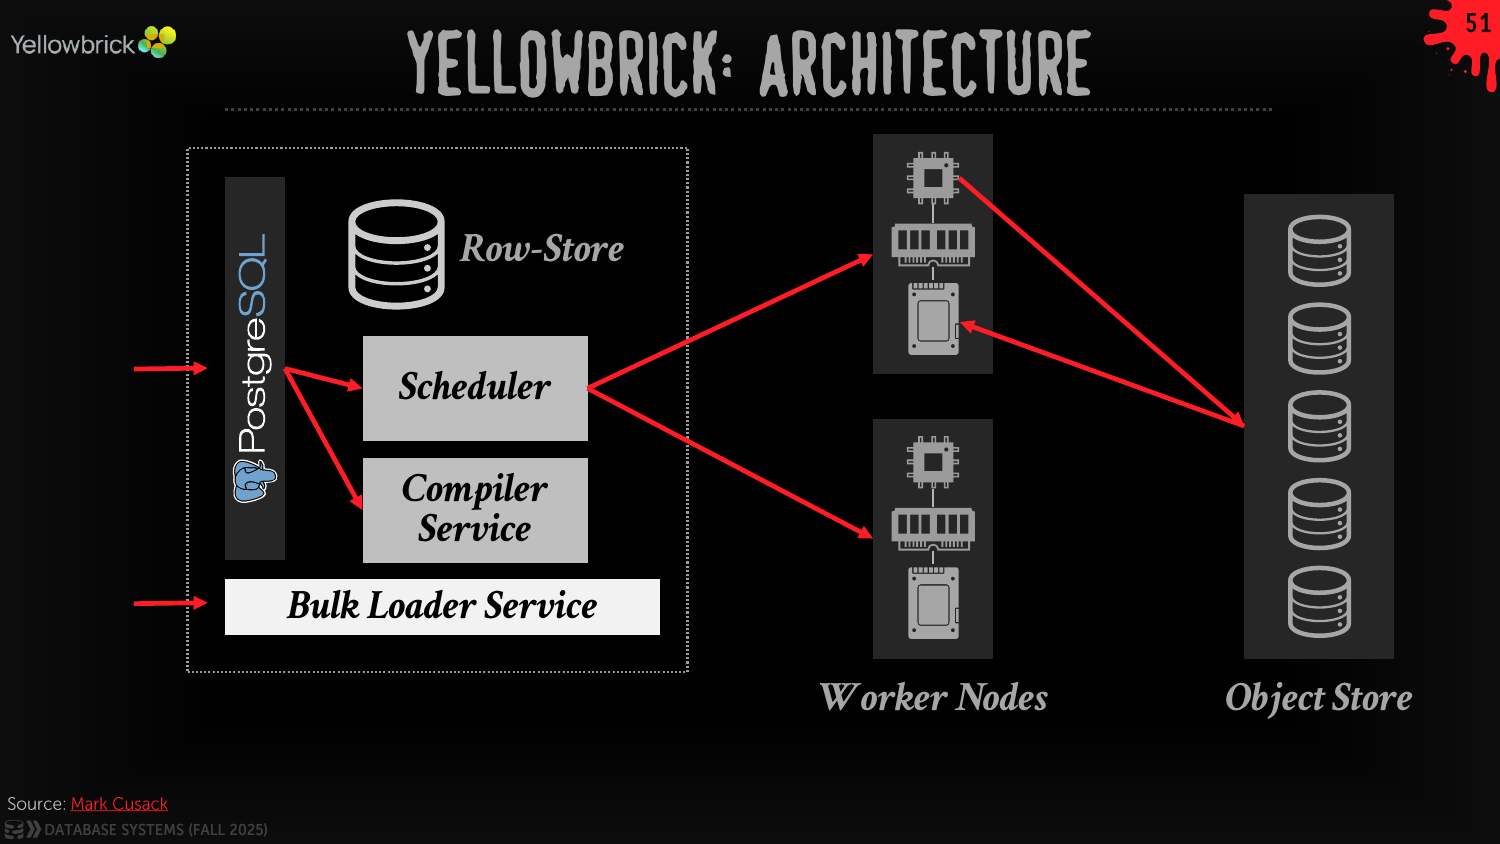 Yellowbrick
YELLOWBRICK: ARCHITECTURE
51
PostgreSQL
Row-Store
Scheduler
Compiler
Service
Bulk Loader Service
Worker Nodes
Object Store
Source: Mark Cusack
DATABASE SYSTEMS (FALL 2025)